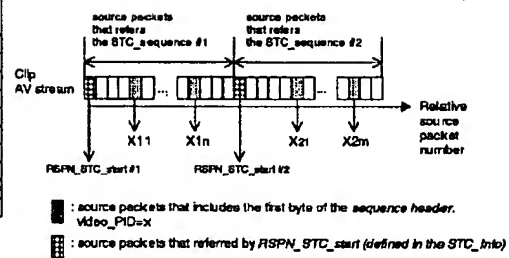 source packets that refers the STC_sequence #1
source packets that refers the STC_sequence #2
Clip AV stream
... ... ...
Relative source packet number
X11 X1n X21 X2m
RSPN_STC_start #1 RSPN_STC_start #2
: source packets that includes the first byte of the sequence header.
video_PID=x
: source packets that referred by RSPN_STC_start (defined in the STC_Info)